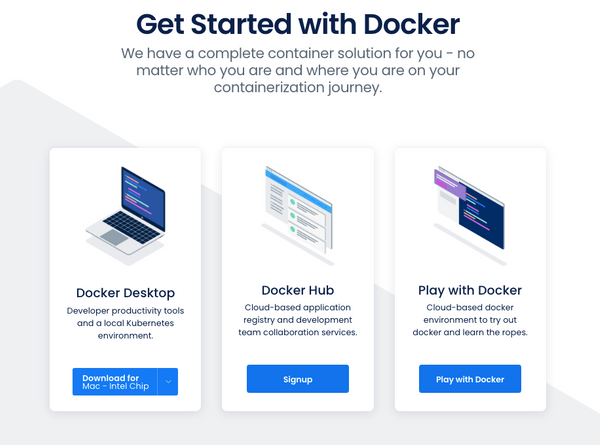 Get Started with Docker
We have a complete container solution for you - no
matter who you are and where you are on your
containerization journey.
Docker Desktop
Developer productivity tools
and a local Kubernetes
environment.
Download for
Mac - Intel Chip
Docker Hub
Cloud-based application
registry and development
team collaboration services.
Signup
Play with Docker
Cloud-based docker
environment to try out
docker and learn the ropes.
Play with Docker